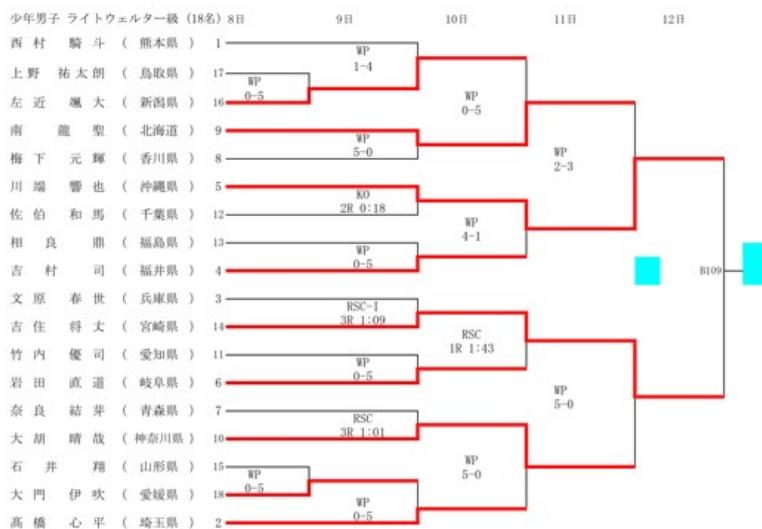 少年男子 ライトウェルター級 (18名) 8日 9日 10日 11日 12日
西村 騎斗 ( 熊本県 ) 1
WP
1-4
上野 祐太朗 ( 鳥取県 ) 17
WP
0-5
左近 颯大 ( 新潟県 ) 16
WP
0-5
南 龍聖 ( 北海道 ) 9
WP
5-0
梅下 元輝 ( 香川県 ) 8
WP
2-3
川端 響也 ( 沖縄県 ) 5
KO
2R 0:18
佐伯 和馬 ( 千葉県 ) 12
WP
4-1
相良 鼎 ( 福島県 ) 13
WP
0-5
吉村 司 ( 福井県 ) 4
B109
文原 春世 ( 兵庫県 ) 3
RSC-I
3R 1:09
吉住 将丈 ( 宮崎県 ) 14
RSC
1R 1:43
竹内 優司 ( 愛知県 ) 11
WP
0-5
岩田 直道 ( 岐阜県 ) 6
WP
5-0
奈良 結芽 ( 青森県 ) 7
RSC
3R 1:01
大胡 晴哉 ( 神奈川県 ) 10
WP
5-0
石井 翔 ( 山形県 ) 15
WP
0-5
大門 伊吹 ( 愛媛県 ) 18
WP
0-5
髙橋 心平 ( 埼玉県 ) 2